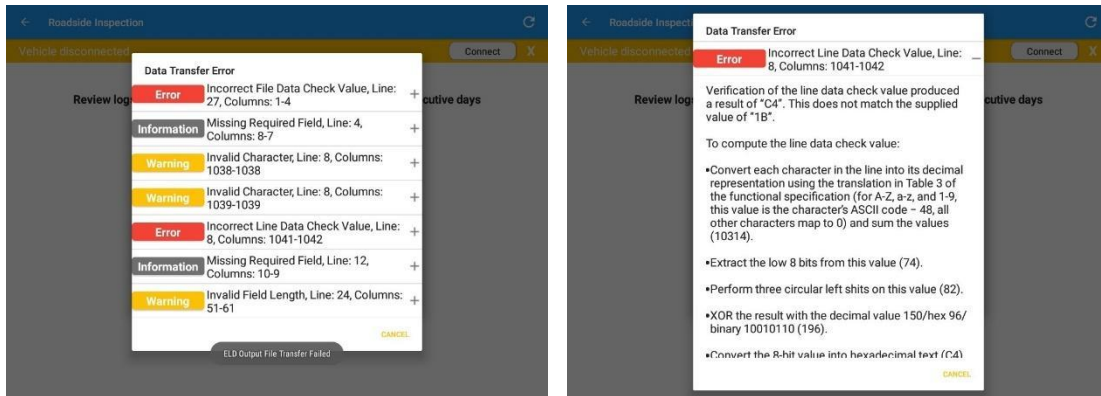 Roadside Inspection
Vehicle disconnected
Connect X
Review log
cutive days
Data Transfer Error
Error
Incorrect File Data Check Value, Line:
27, Columns: 1-4
+
Information
Missing Required Field, Line: 4,
Columns: 8-7
+
Warning
Invalid Character, Line: 8, Columns:
1038-1038
+
Warning
Invalid Character, Line: 8, Columns:
1039-1039
+
Error
Incorrect Line Data Check Value, Line:
8, Columns: 1041-1042
+
Information
Missing Required Field, Line: 12,
Columns: 10-9
+
Warning
Invalid Field Length, Line: 24, Columns:
51-61
+
CANCEL
ELD Output File Transfer Failed
Roadside Inspecti
Vehicle disconnected
Connect X
Review log
cutive days
Data Transfer Error
Error
Incorrect Line Data Check Value, Line:
8, Columns: 1041-1042
–
Verification of the line data check value produced
a result of “C4”. This does not match the supplied
value of “1B”.
To compute the line data check value:
▪Convert each character in the line into its decimal
representation using the translation in Table 3 of
the functional specification (for A-Z, a-z, and 1-9,
this value is the character's ASCII code – 48, all
other characters map to 0) and sum the values
(10314).
▪Extract the low 8 bits from this value (74).
▪Perform three circular left shits on this value (82).
▪XOR the result with the decimal value 150/hex 96/
binary 10010110 (196).
▪Convert the 8-bit value into hexadecimal text (C4)
CANCEL